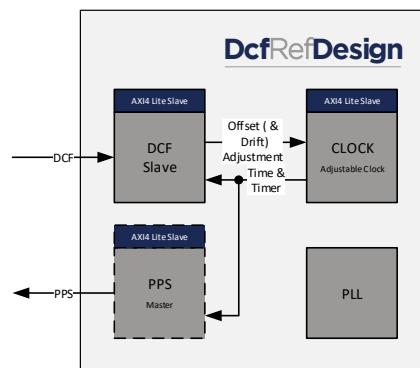 DcfRefDesign
AXI4 Lite Slave
AXI4 Lite Slave
DCF
DCF
Slave
Offset ( &
Drift)
Adjustment
Time &
Timer
CLOCK
Adjustable Clock
AXI4 Lite Slave
PPS
PPS
Master
PLL